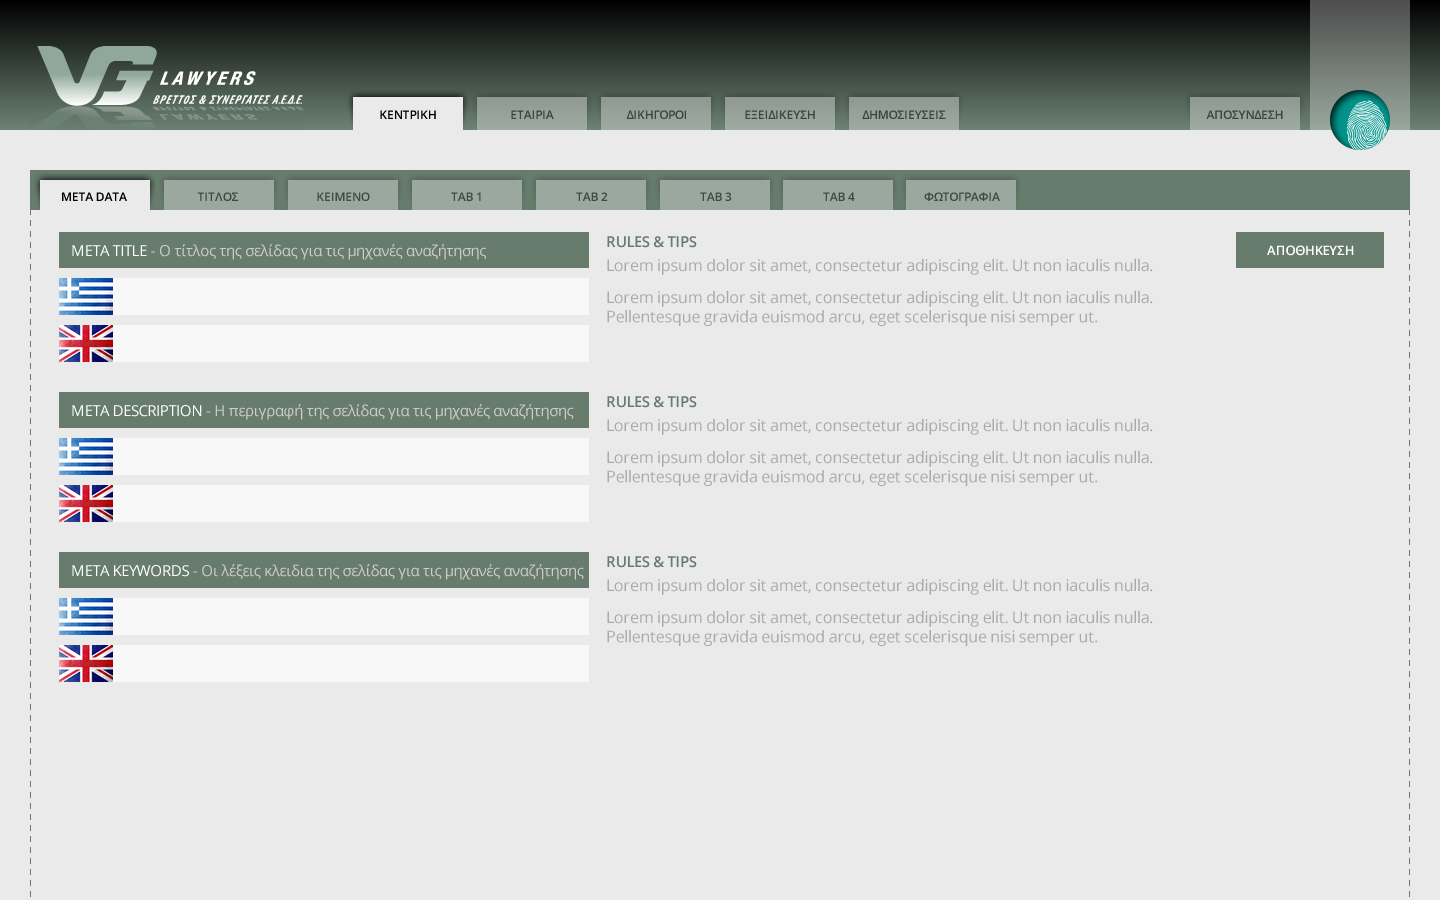 VG LAWYERS
ΒΡΕΤΤΟΣ & ΣΥΝΕΡΓΑΤΕΣ Α.Ε.Δ.Ε.
ΚΕΝΤΡΙΚΗ ΕΤΑΙΡΙΑ ΔΙΚΗΓΟΡΟΙ ΕΞΕΙΔΙΚΕΥΣΗ ΔΗΜΟΣΙΕΥΣΕΙΣ ΑΠΟΣΥΝΔΕΣΗ
META DATA ΤΙΤΛΟΣ ΚΕΙΜΕΝΟ TAB 1 TAB 2 TAB 3 TAB 4 ΦΩΤΟΓΡΑΦΙΑ
META TITLE - Ο τίτλος της σελίδας για τις μηχανές αναζήτησης
RULES & TIPS
Lorem ipsum dolor sit amet, consectetur adipiscing elit. Ut non iaculis nulla.
Lorem ipsum dolor sit amet, consectetur adipiscing elit. Ut non iaculis nulla.
Pellentesque gravida euismod arcu, eget scelerisque nisi semper ut.
ΑΠΟΘΗΚΕΥΣΗ
META DESCRIPTION - Η περιγραφή της σελίδας για τις μηχανές αναζήτησης
RULES & TIPS
Lorem ipsum dolor sit amet, consectetur adipiscing elit. Ut non iaculis nulla.
Lorem ipsum dolor sit amet, consectetur adipiscing elit. Ut non iaculis nulla.
Pellentesque gravida euismod arcu, eget scelerisque nisi semper ut.
META KEYWORDS - Οι λέξεις κλειδια της σελίδας για τις μηχανές αναζήτησης
RULES & TIPS
Lorem ipsum dolor sit amet, consectetur adipiscing elit. Ut non iaculis nulla.
Lorem ipsum dolor sit amet, consectetur adipiscing elit. Ut non iaculis nulla.
Pellentesque gravida euismod arcu, eget scelerisque nisi semper ut.